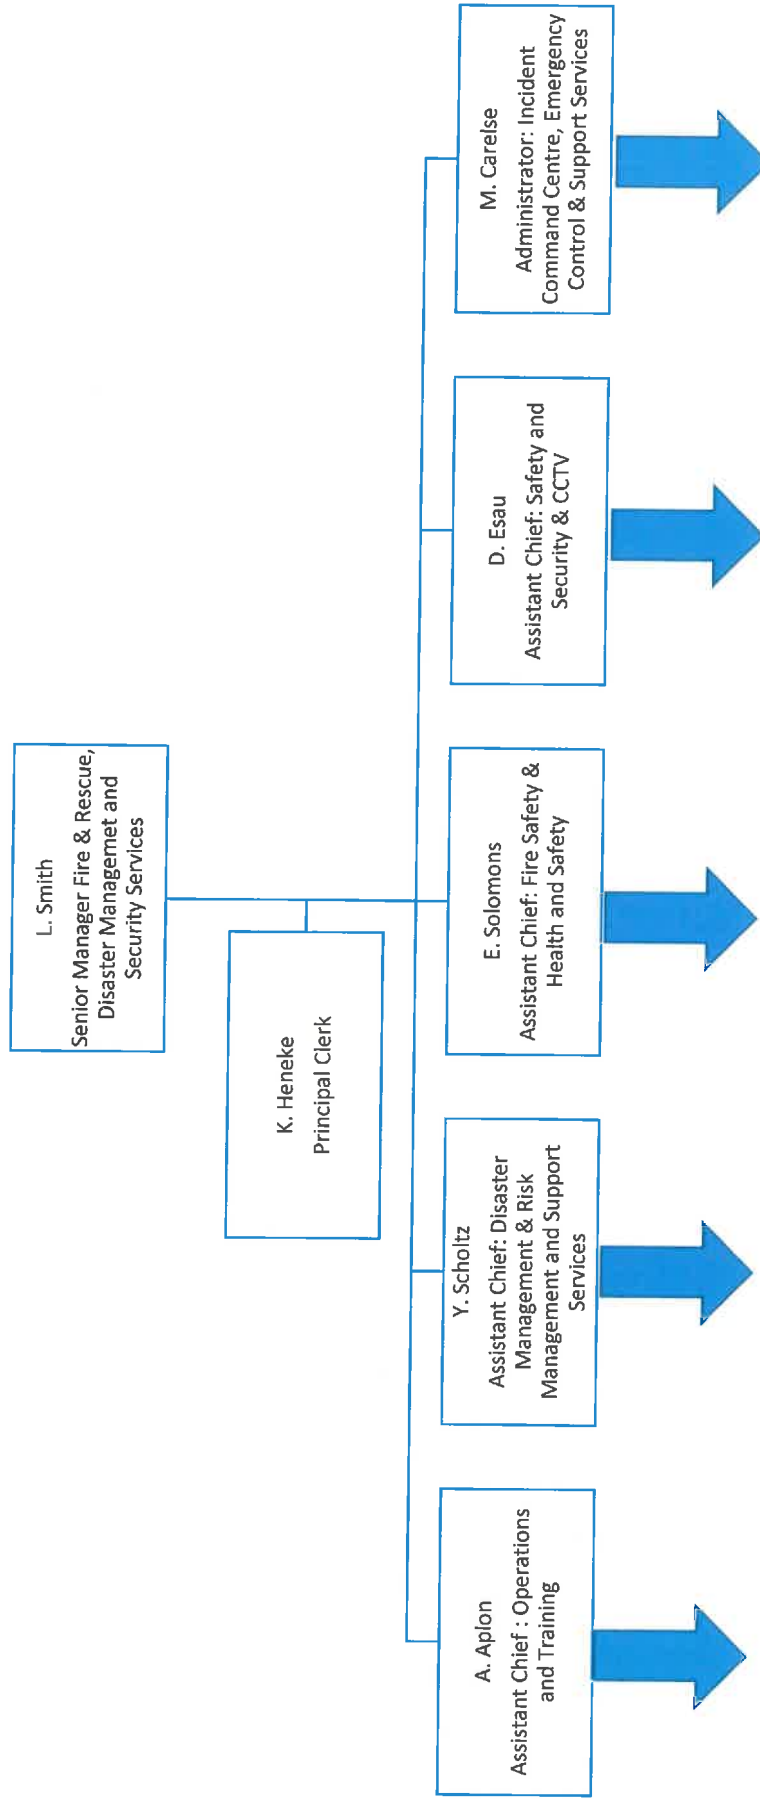 L. Smith
Senior Manager Fire & Rescue,
Disaster Managemet and
Security Services
K. Heneke
Principal Clerk
A. Aplon
Assistant Chief : Operations
and Training
Y. Scholtz
Assistant Chief: Disaster
Management & Risk
Management and Support
Services
E. Solomons
Assistant Chief: Fire Safety &
Health and Safety
D. Esau
Assistant Chief: Safety and
Security & CCTV
M. Carelse
Administrator: Incident
Command Centre, Emergency
Control & Support Services